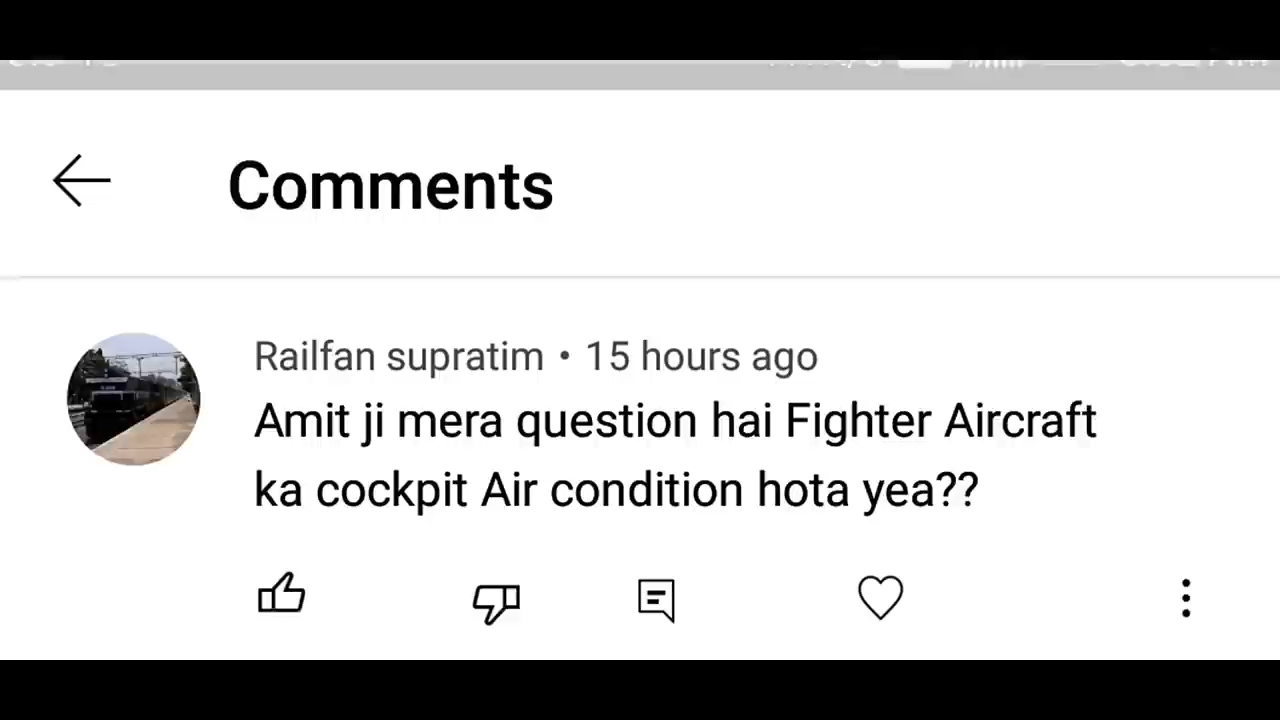 Comments
Railfan supratim • 15 hours ago
Amit ji mera question hai Fighter Aircraft
ka cockpit Air condition hota yea??